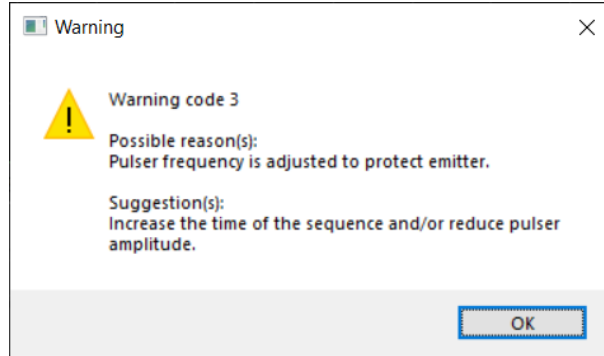 Warning
Warning code 3
Possible reason(s):
Pulser frequency is adjusted to protect emitter.
Suggestion(s):
Increase the time of the sequence and/or reduce pulser
amplitude.
OK